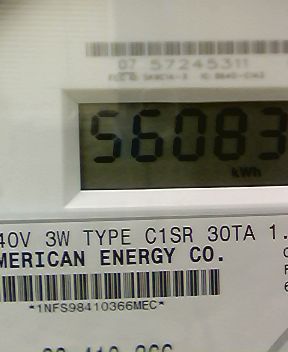 07 57245311
56083
kWh
40V 3W TYPE C1SR 30TA 1.
MERICAN ENERGY CO.
*1NFS98410366MEC*